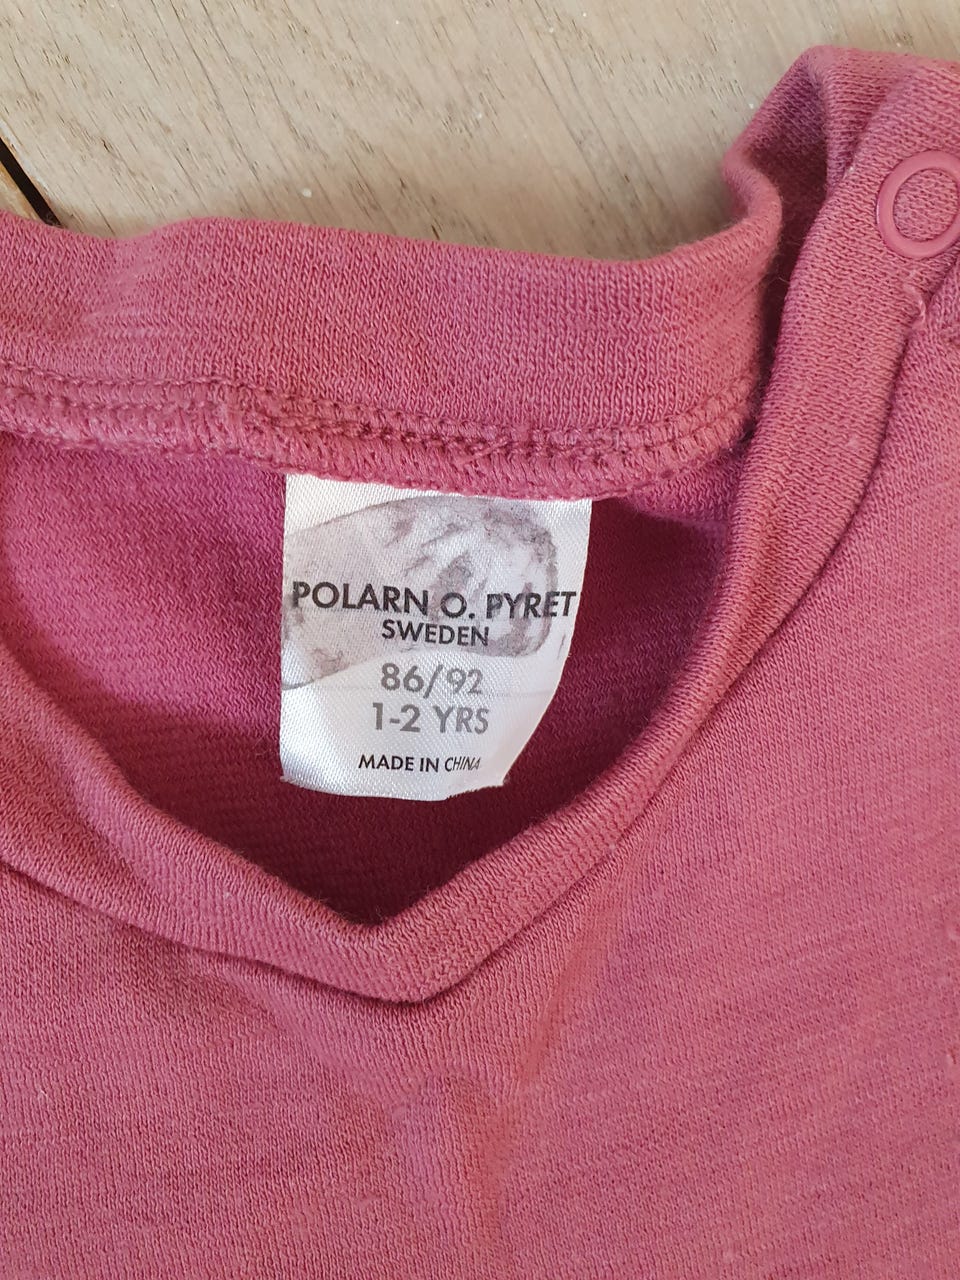 POLARN O. PYRET
SWEDEN
86/92
1-2 YRS
MADE IN CHINA